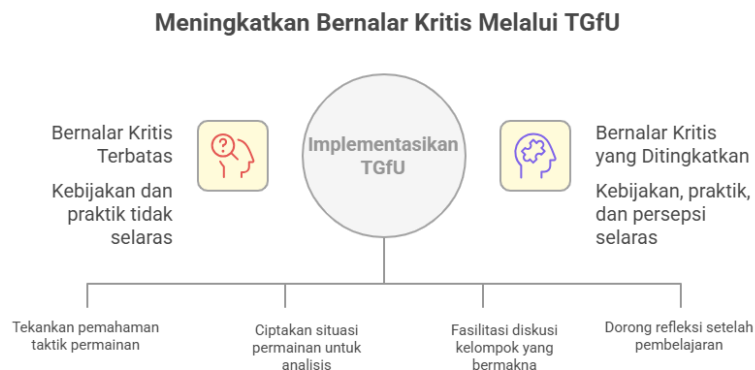 Meningkatkan Bernalar Kritis Melalui TGfU
Bernalar Kritis
Terbatas
Kebijakan dan
praktik tidak
selaras
Implementasikan
TGfU
Bernalar Kritis
yang Ditingkatkan
Kebijakan, praktik,
dan persepsi
selaras
Tekankan pemahaman
taktik permainan
Ciptakan situasi
permainan untuk
analisis
Fasilitasi diskusi
kelompok yang
bermakna
Dorong refleksi setelah
pembelajaran